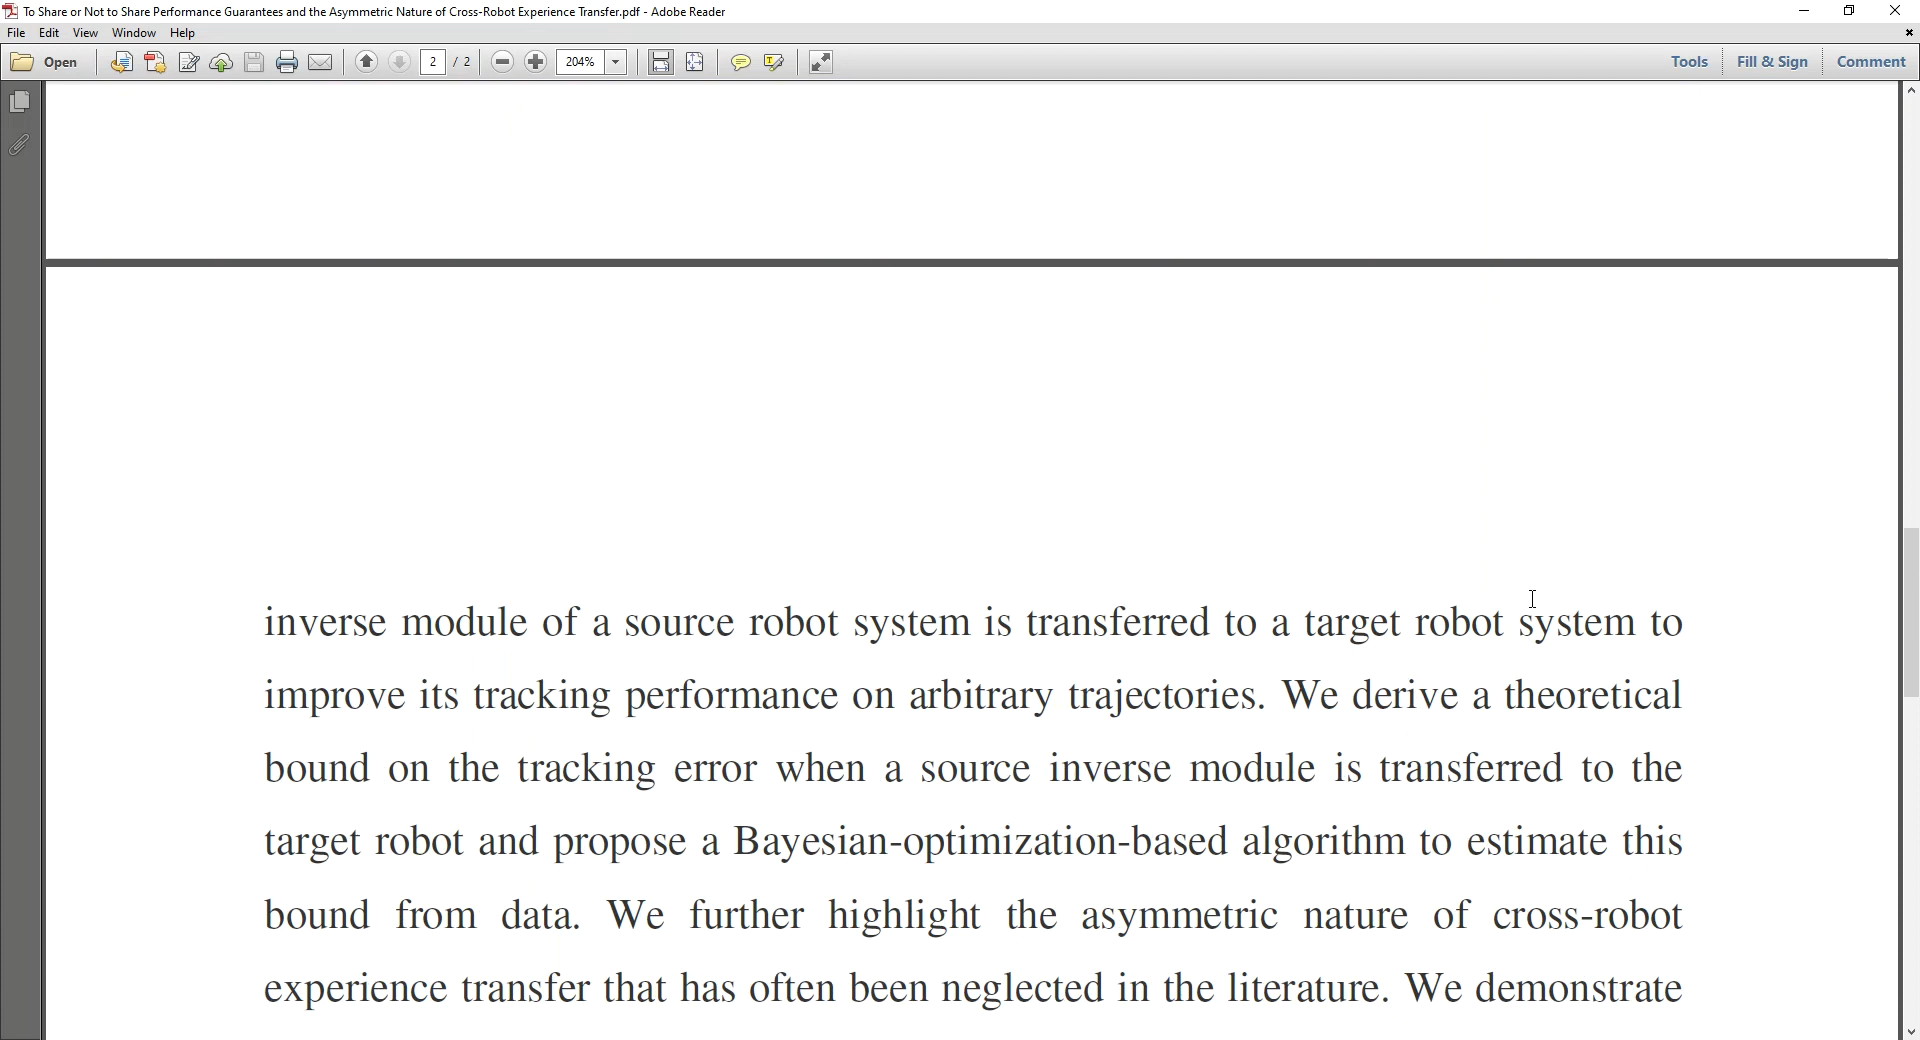 To Share or Not to Share Performance Guarantees and the Asymmetric Nature of Cross-Robot Experience Transfer.pdf - Adobe Reader
File Edit View Window Help
Open 2 / 2 204% Tools Fill & Sign Comment
inverse module of a source robot system is transferred to a target robot system to
improve its tracking performance on arbitrary trajectories. We derive a theoretical
bound on the tracking error when a source inverse module is transferred to the
target robot and propose a Bayesian-optimization-based algorithm to estimate this
bound from data. We further highlight the asymmetric nature of cross-robot
experience transfer that has often been neglected in the literature. We demonstrate